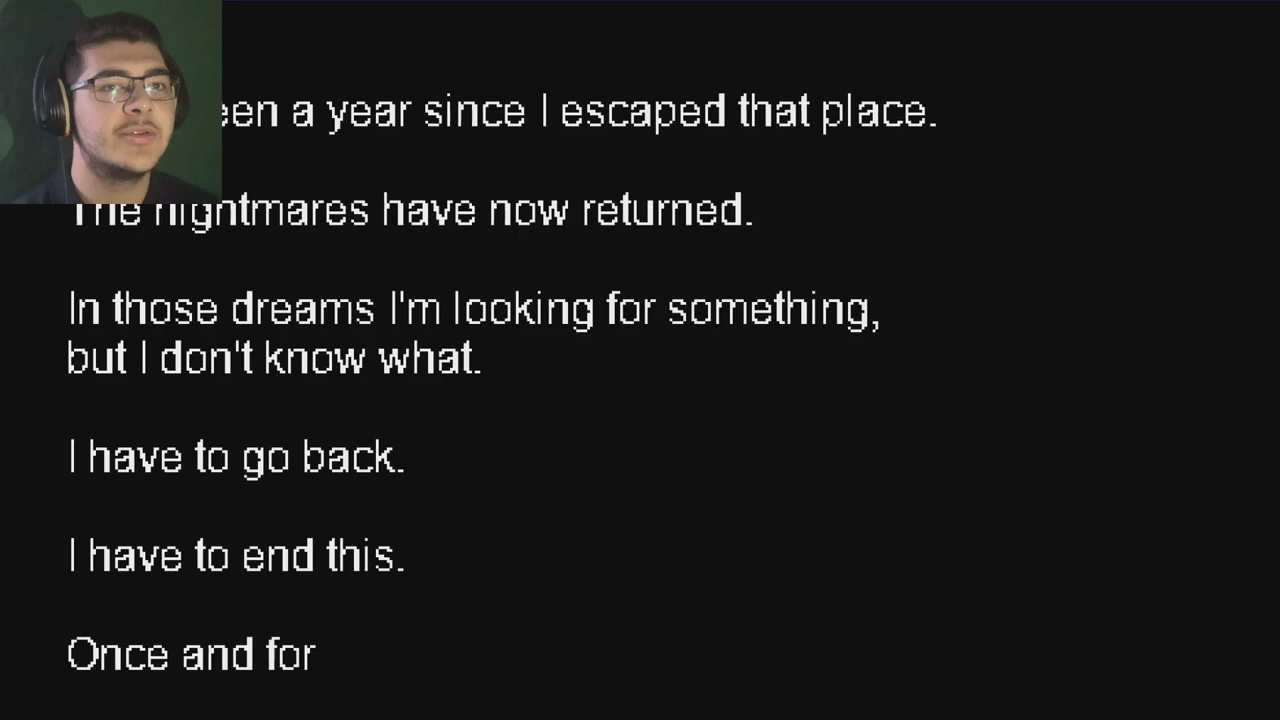 een a year since I escaped that place.
The nightmares have now returned.
In those dreams I'm looking for something,
but I don't know what.
I have to go back.
I have to end this.
Once and for